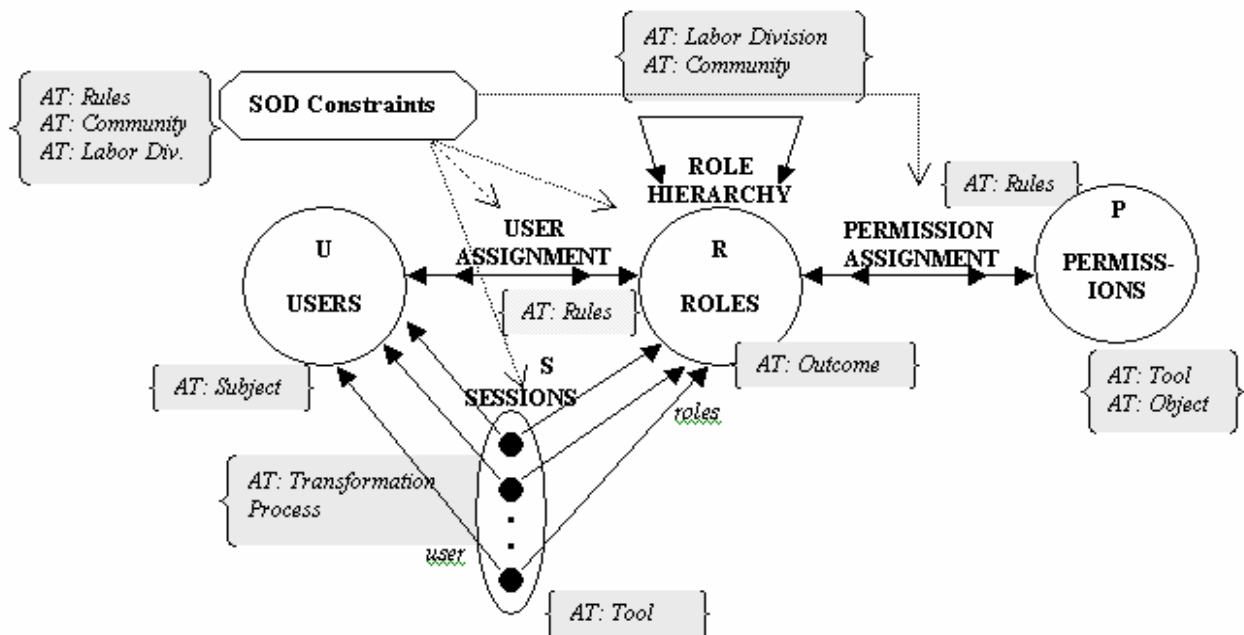 AT: Labor Division
AT: Community
AT: Rules
AT: Community
AT: Labor Div.
SOD Constraints
ROLE
HIERARCHY
AT: Rules
U
USERS
USER
ASSIGNMENT
R
ROLES
PERMISSION
ASSIGNMENT
P
PERMISS-
IONS
AT: Rules
AT: Subject
S
SESSIONS
AT: Outcome
roles
AT: Tool
AT: Object
AT: Transformation
Process
user
AT: Tool